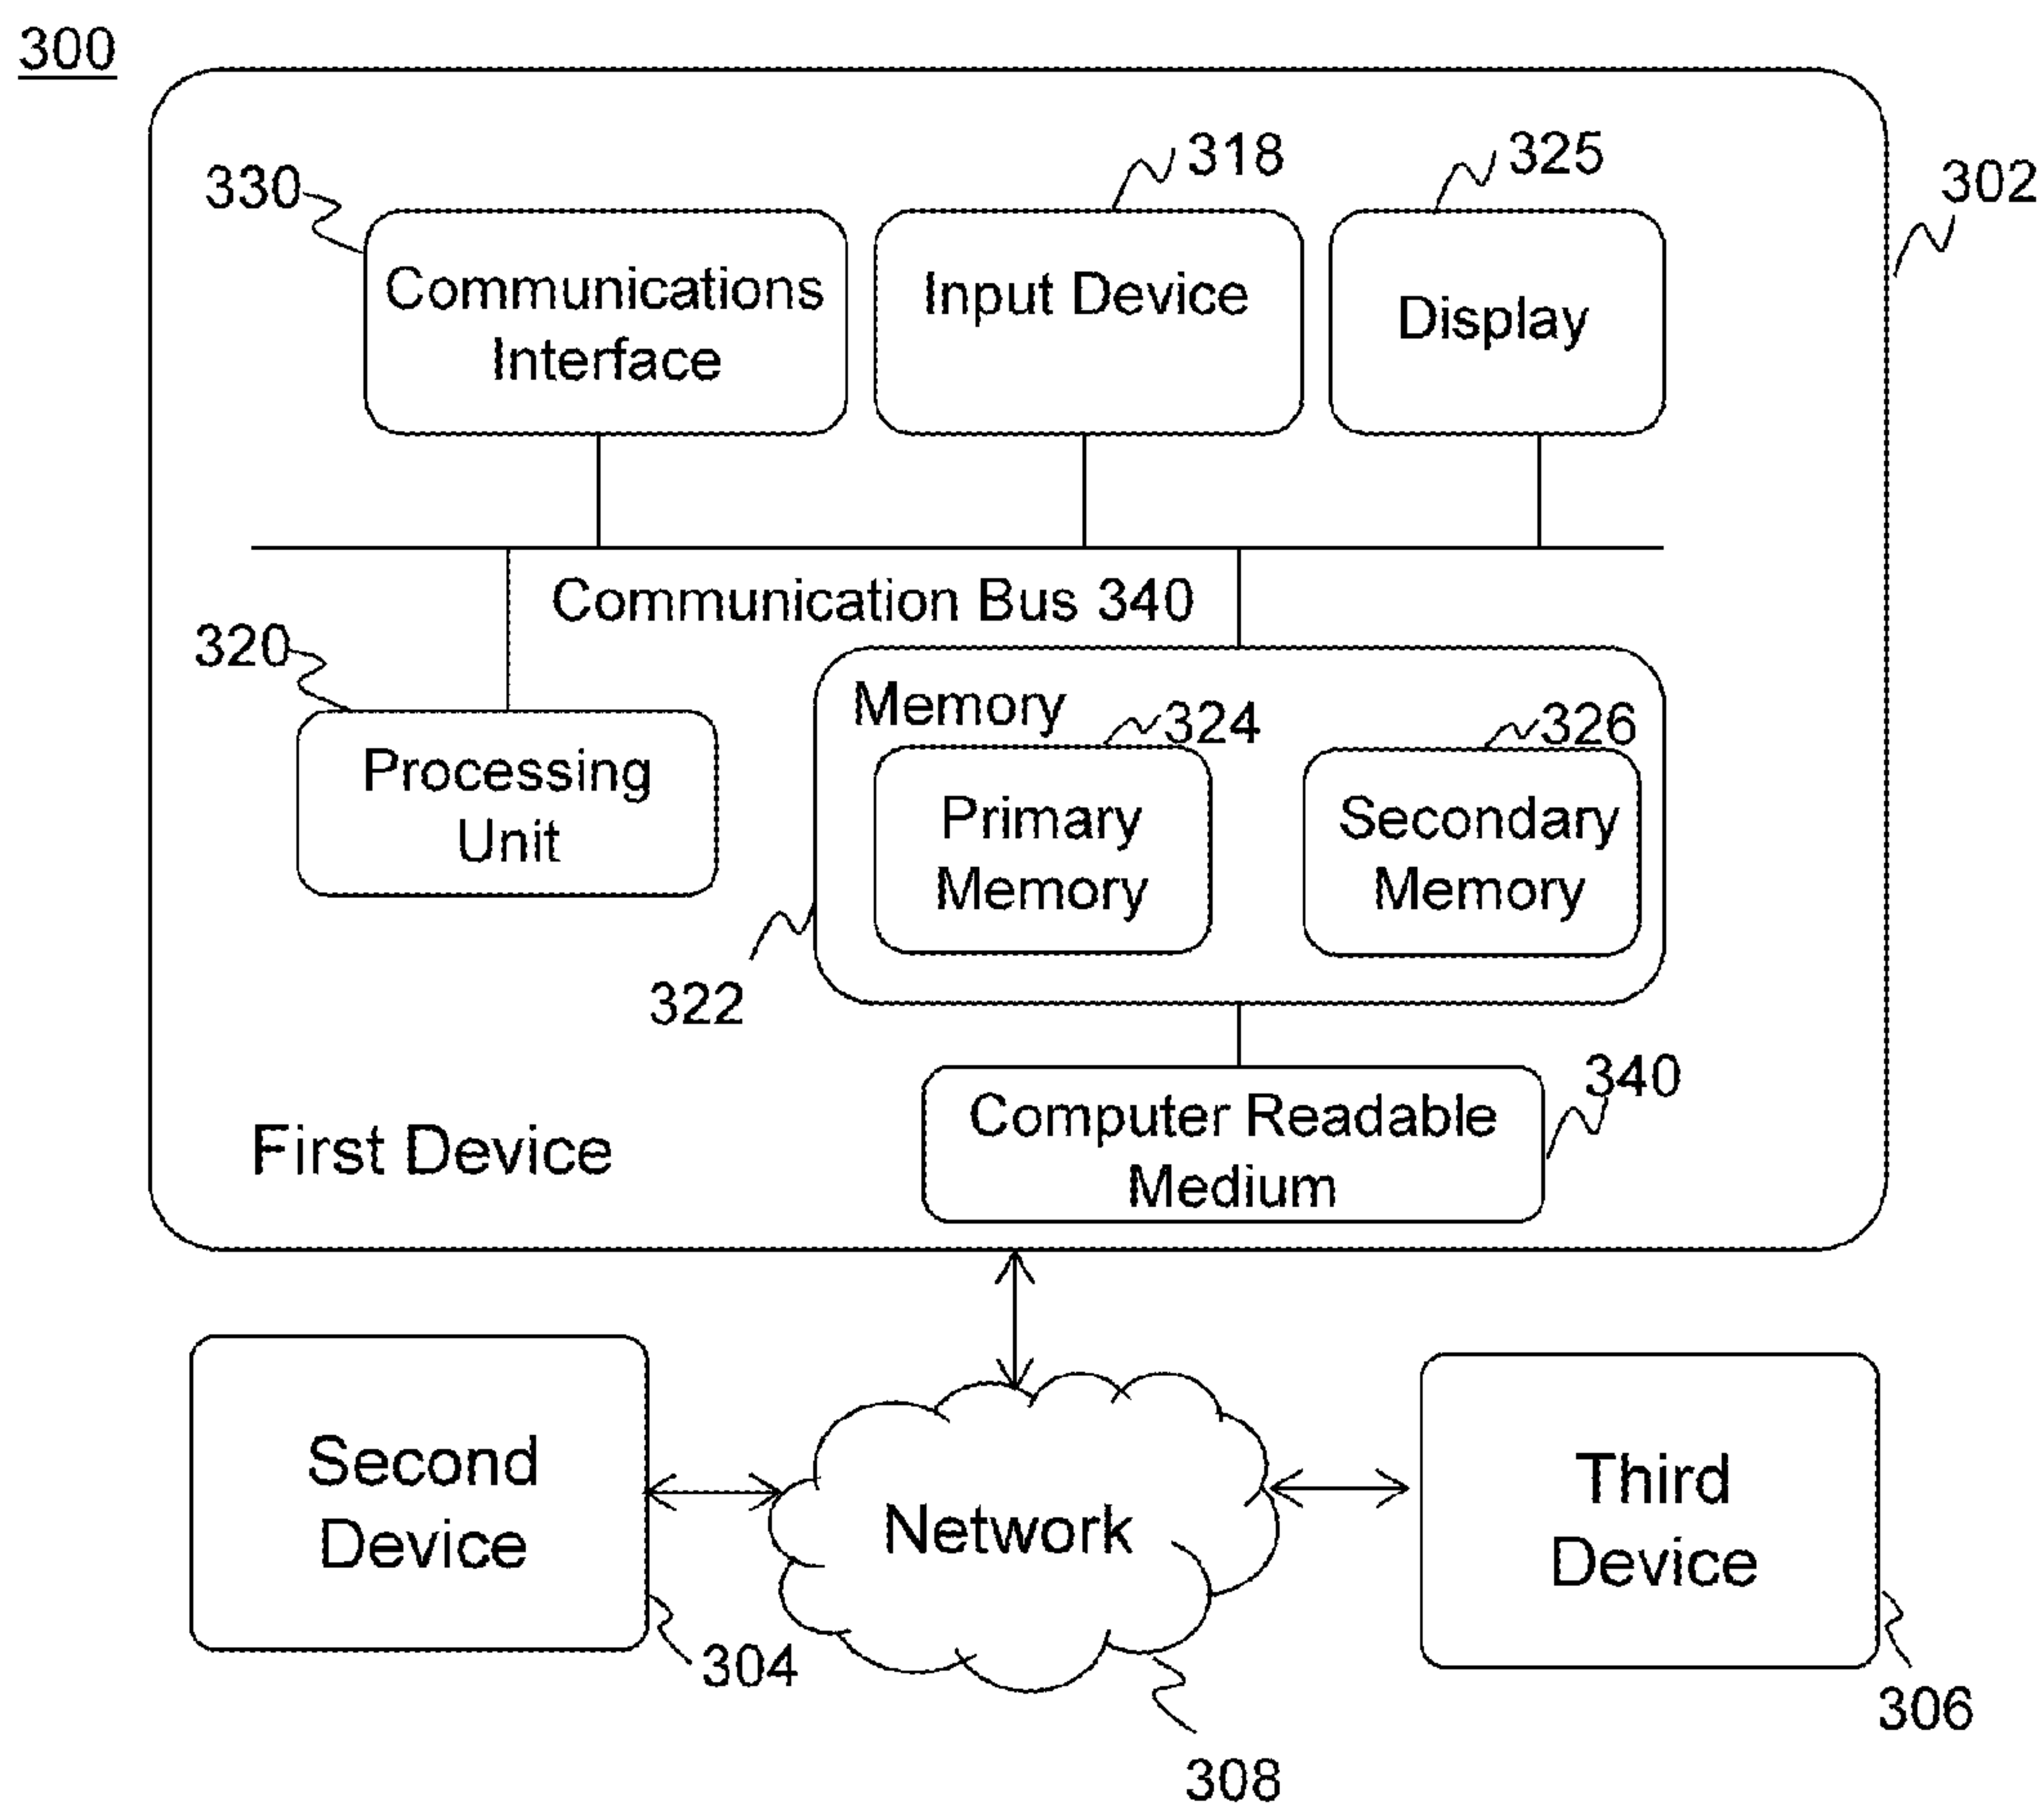 300
302
330
318
325
Communications
Interface
Input Device
Display
Communication Bus 340
320
Processing
Unit
Memory
324
326
Primary
Memory
Secondary
Memory
322
340
Computer Readable
Medium
First Device
Second
Device
304
Network
308
Third
Device
306